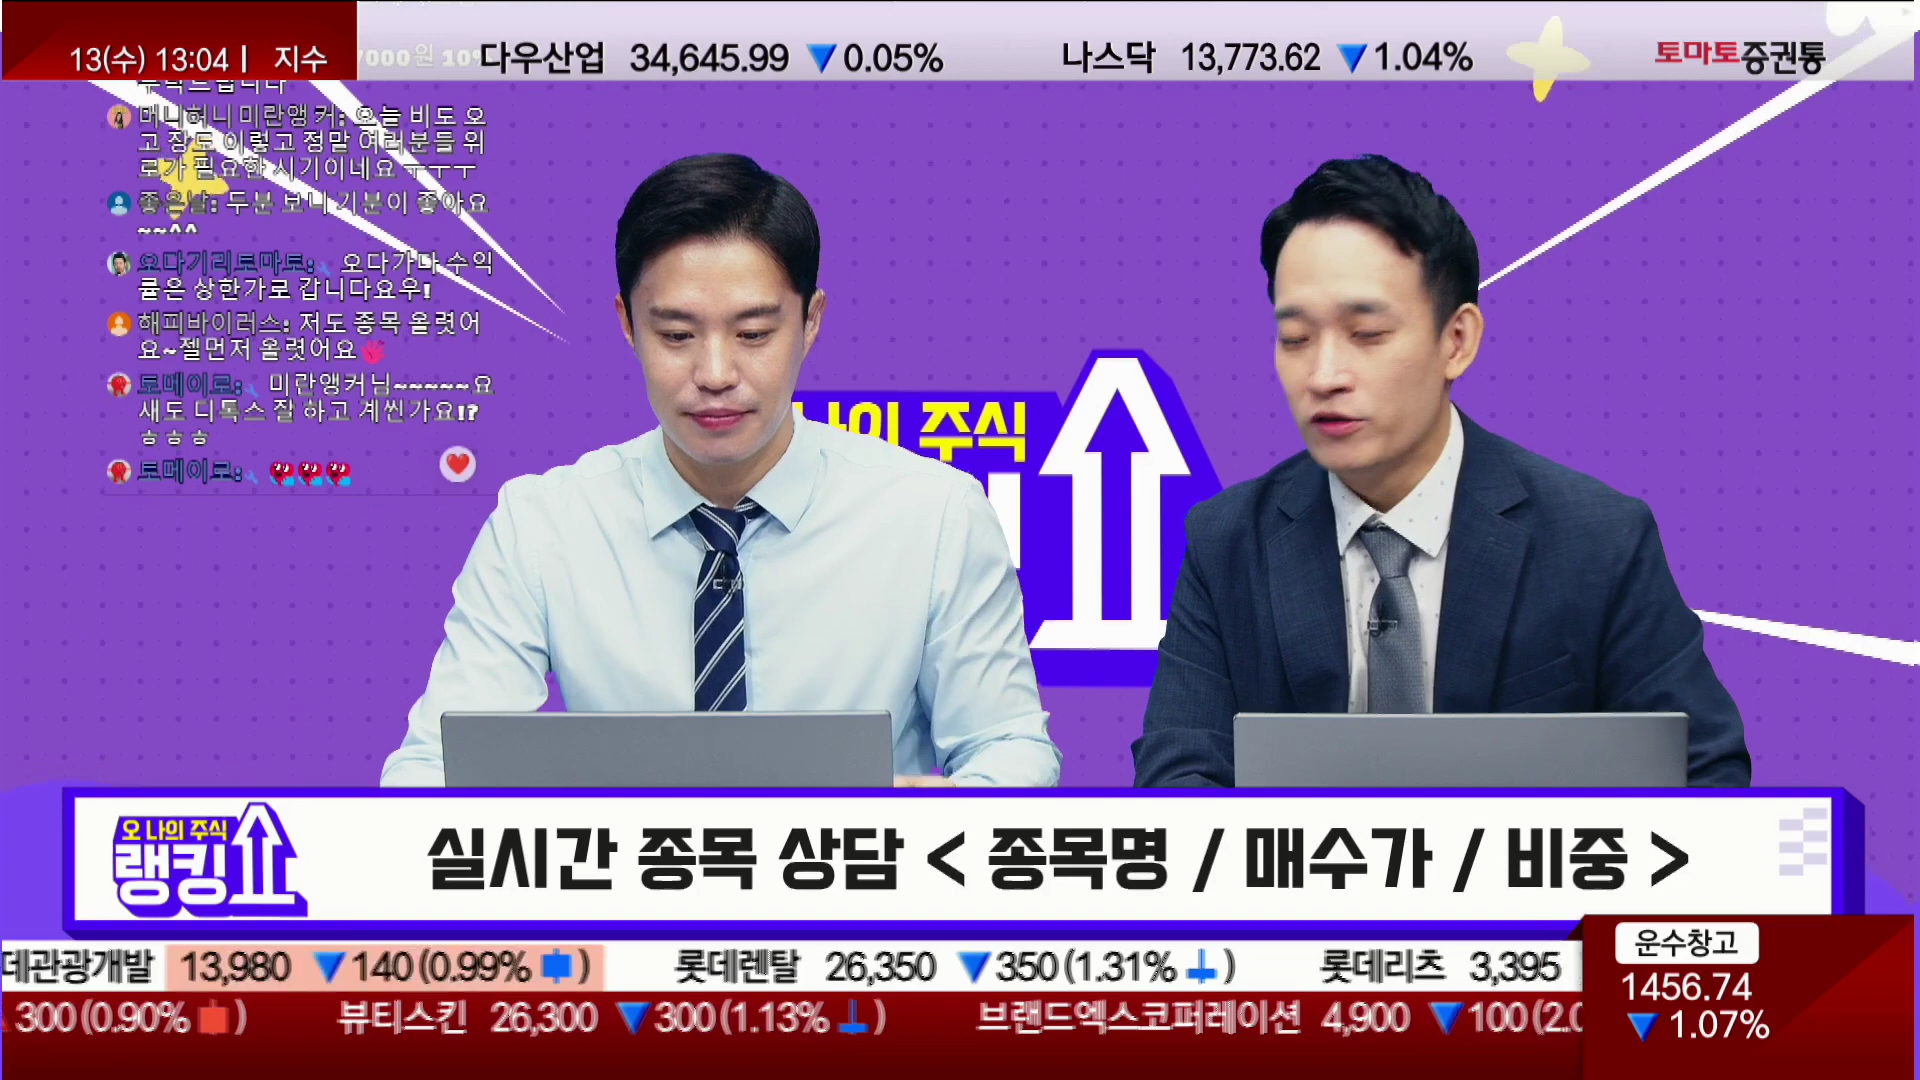 13(수) 13:04 | 지수
다우산업 34,645.99 ▼0.05%
나스닥 13,773.62 ▼1.04%
토마토증권통
머니허니 미란앵커: 오늘 비도 오
고 장도 이렇고 정말 여러분들 위
로가 필요한 시기이네요 ㅜㅜㅜ
좋은날: 두분 보니 기분이 좋아요
~~^^
오다기리토마토: 오다가다 수익
률은 상한가로 갑니다요우!
해피바이러스: 저도 종목 올렸어
요~젤먼저 올렷어요
토메이로: 미란앵커님~~~~~요
새도 디톡스 잘 하고 계씬가요!?
ㅎㅎㅎ
토메이로:
나의 주식
오 나의 주식
랭킹
실시간 종목 상담 < 종목명 / 매수가 / 비중 >
데관광개발 13,980 ▼140(0.99% ) 롯데렌탈 26,350 ▼350(1.31% ) 롯데리츠 3,395
300(0.90% ) 뷰티스킨 26,300 ▼300(1.13% ) 브랜드엑스코퍼레이션 4,900 ▼100(2.0
운수창고
1456.74
▼ 1.07%